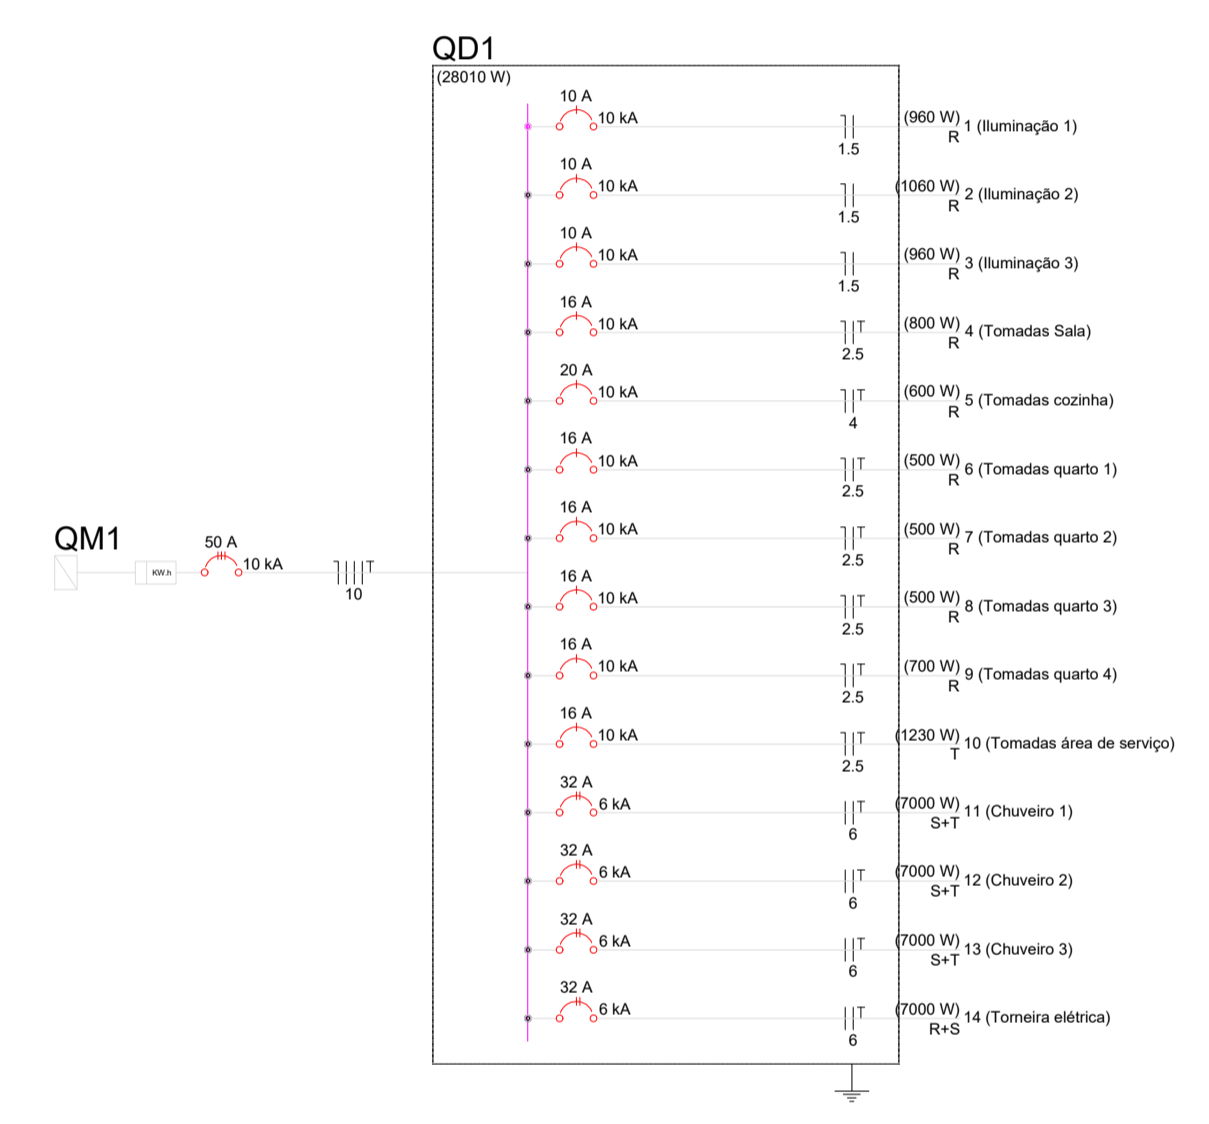 QD1
(28010 W)
10 A
10 kA
1.5
(960 W)
R
1 (Iluminação 1)
10 A
10 kA
1.5
(1060 W)
R
2 (Iluminação 2)
10 A
10 kA
1.5
(960 W)
R
3 (Iluminação 3)
16 A
10 kA
T
2.5
(800 W)
R
4 (Tomadas Sala)
20 A
10 kA
T
4
(600 W)
R
5 (Tomadas cozinha)
16 A
10 kA
T
2.5
(500 W)
R
6 (Tomadas quarto 1)
16 A
10 kA
T
2.5
(500 W)
R
7 (Tomadas quarto 2)
QM1
KW.h
50 A
10 kA
T
10
16 A
10 kA
T
2.5
(500 W)
R
8 (Tomadas quarto 3)
16 A
10 kA
T
2.5
(700 W)
R
9 (Tomadas quarto 4)
16 A
10 kA
T
2.5
(1230 W)
T
10 (Tomadas área de serviço)
32 A
6 kA
T
6
(7000 W)
S+T
11 (Chuveiro 1)
32 A
6 kA
T
6
(7000 W)
S+T
12 (Chuveiro 2)
32 A
6 kA
T
6
(7000 W)
S+T
13 (Chuveiro 3)
32 A
6 kA
T
6
(7000 W)
R+S
14 (Torneira elétrica)